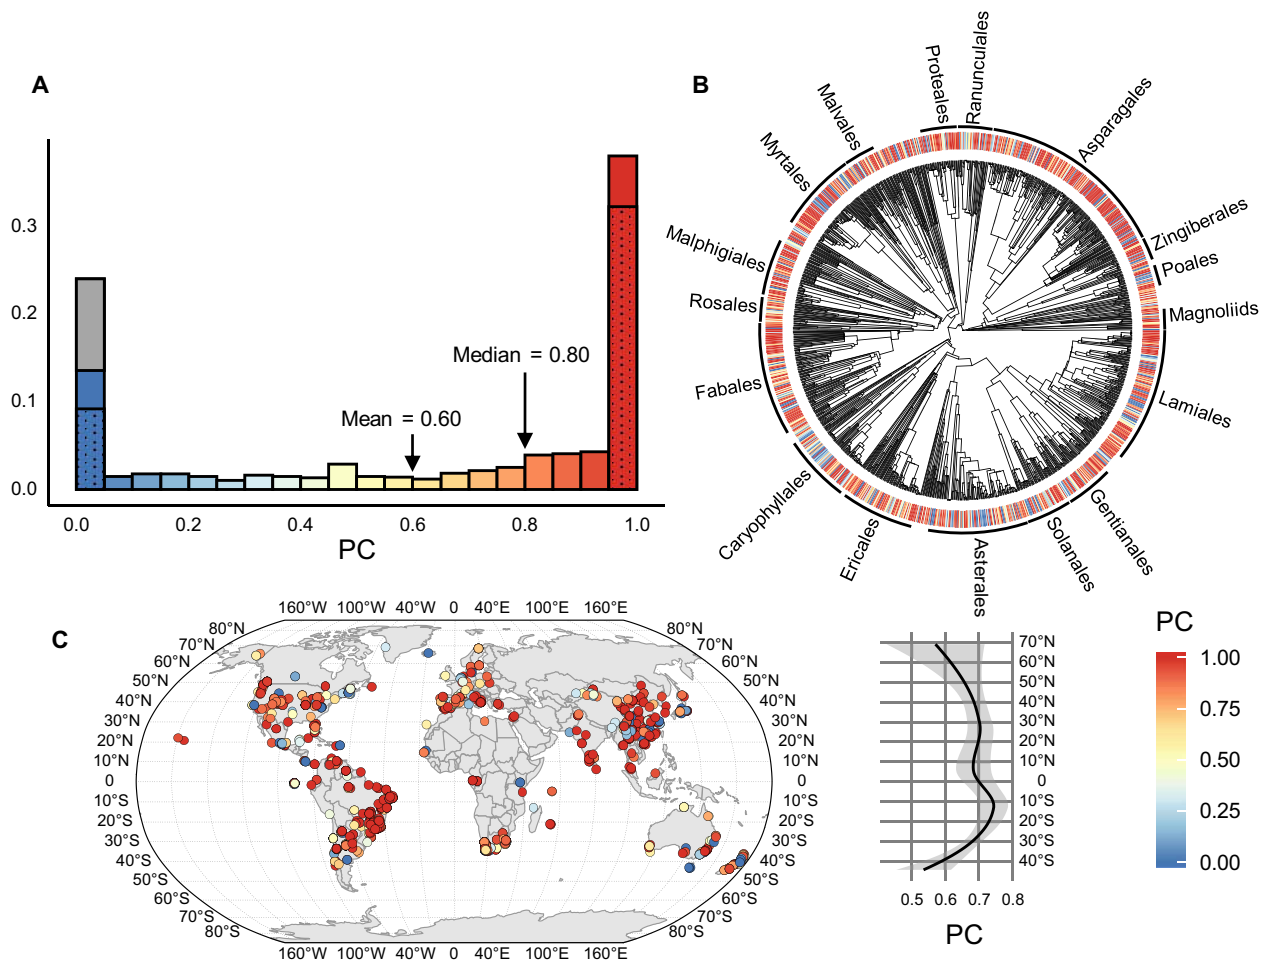 A
0.3
0.2
0.1
0.0
Median = 0.80
Mean = 0.60
0.0 0.2 0.4 0.6 0.8 1.0
PC
B
Proteales
Ranunculales
Asparagales
Zingiberales
Poales
Magnoliids
Lamiales
Gentianales
Solanales
Asterales
Ericales
Caryophyllales
Fabales
Rosales
Malphigiales
Myrtales
Malvales
C
160°W 100°W 40°W 0 40°E 100°E 160°E
80°N 80°N
70°N 70°N
60°N 60°N
50°N 50°N
40°N 40°N
30°N 30°N
20°N 20°N
10°N 10°N
0 0
10°S 10°S
20°S 20°S
30°S 30°S
40°S 40°S
50°S 50°S
60°S 60°S
70°S 70°S
80°S 80°S
160°W 100°W 40°W 0 40°E 100°E 160°E
70°N
60°N
50°N
40°N
30°N
20°N
10°N
0
10°S
20°S
30°S
40°S
0.5 0.6 0.7 0.8
PC
PC
1.00
0.75
0.50
0.25
0.00